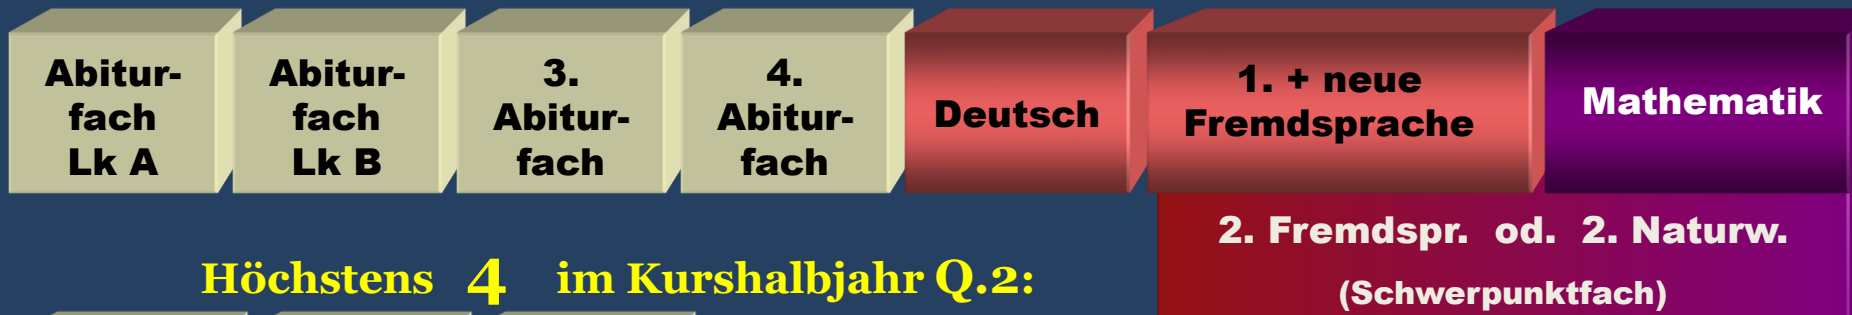 Abitur-
fach
Lk A
Abitur-
fach
Lk B
3.
Abitur-
fach
4.
Abitur-
fach
Deutsch
1. + neue
Fremdsprache
Mathematik
2. Fremdspr. od. 2. Naturw.
(Schwerpunktfach)
Höchstens 4 im Kurshalbjahr Q.2: